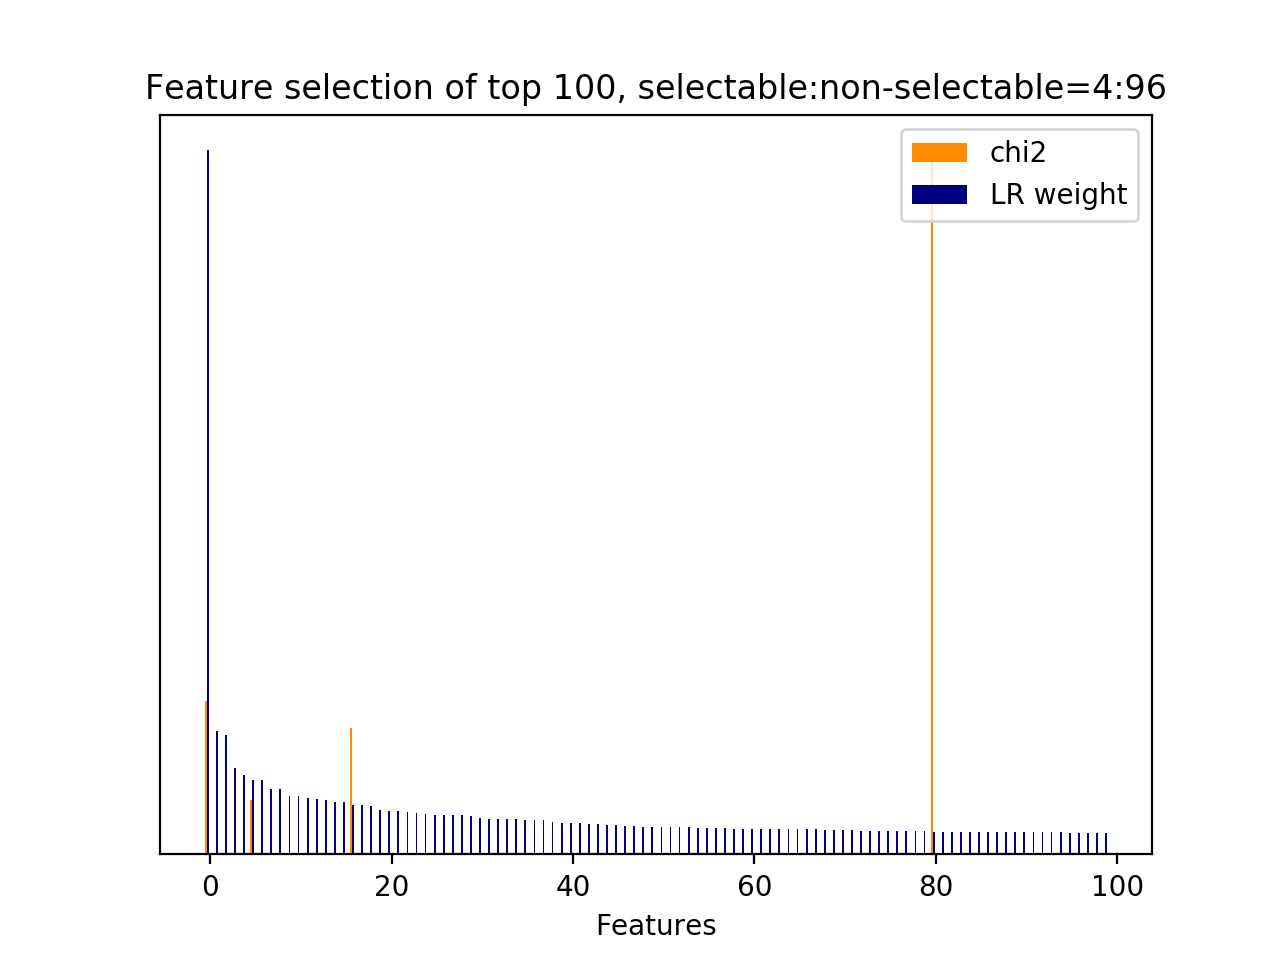 Feature selection of top 100, selectable:non-selectable=4:96
chi2
LR weight
0 20 40 60 80 100
Features